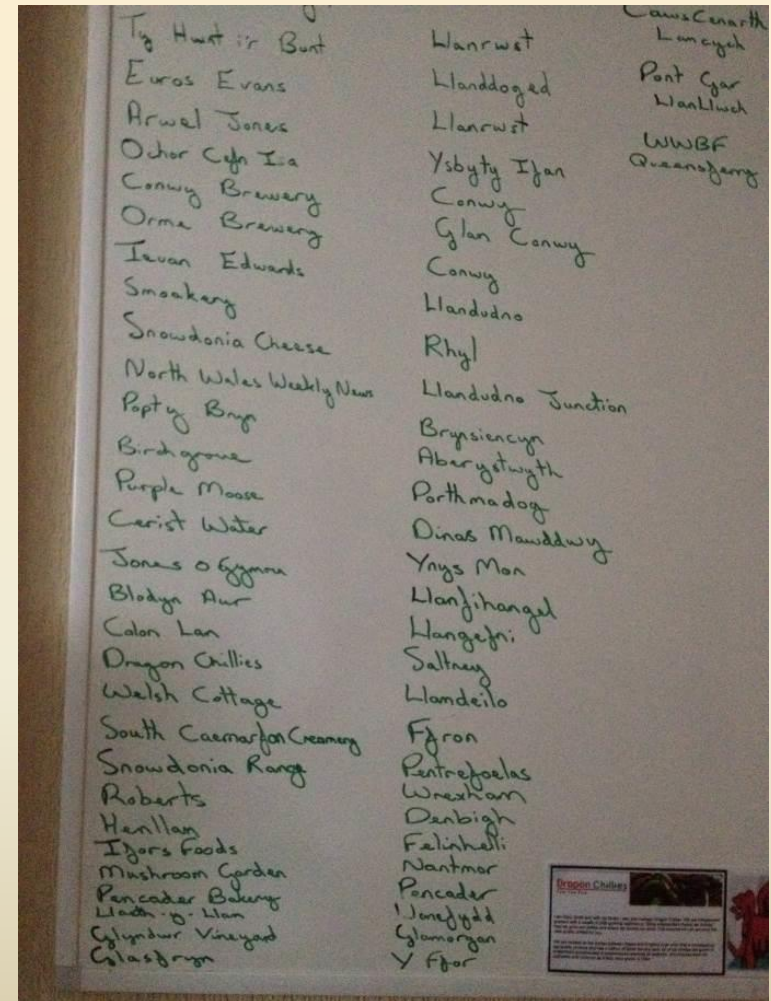 Ty Hwnt i'r Bont Llanrwst
Euros Evans Llanddoged
Arwel Jones Llanrwst
Ochor Cefn Isa Ysbyty Ifan
Conwy Brewery Conwy
Orme Brewery Glan Conwy
Ieuan Edwards Conwy
Smoakery Llandudno
Snowdonia Cheese Rhyl
North Wales Weekly News Llandudno Junction
Popty Bryn Brynsiencyn
Birchgrove Aberystwyth
Purple Moose Porthmadog
Cerist Water Dinas Mawddwy
Jones o Gymru Ynys Mon
Blodyn Aur Llanfihangel
Calon Lan Llangefni
Dragon Chillies Saltney
Welsh Cottage Llandeilo
South Caernarfon Creamery Ffron
Snowdonia Range Pentrefoelas
Roberts Wrexham
Henllan Denbigh
Ifors Foods Felinhelli
Mushroom Garden Nantmor
Pencader Bakery Pencader
Llaeth-y-Llan Llanefydd
Glyndwr Vineyard Glamorgan
Glasfryn Y Ffor
Caws Cenarth
Lancych
Pont Gar
Llanllwch
WWBF
Queensferry
Dragon Chillies